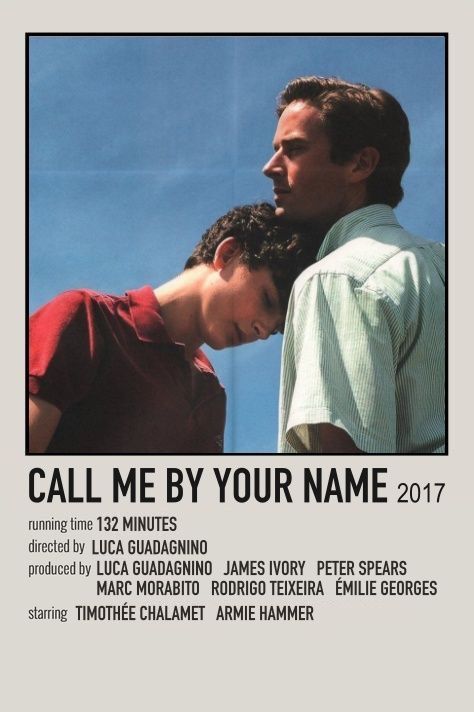 CALL ME BY YOUR NAME 2017
running time 132 MINUTES
directed by LUCA GUADAGNINO
produced by LUCA GUADAGNINO JAMES IVORY PETER SPEARS
MARC MORABITO RODRIGO TEIXEIRA ÉMILIE GEORGES
starring TIMOTHÉE CHALAMET ARMIE HAMMER